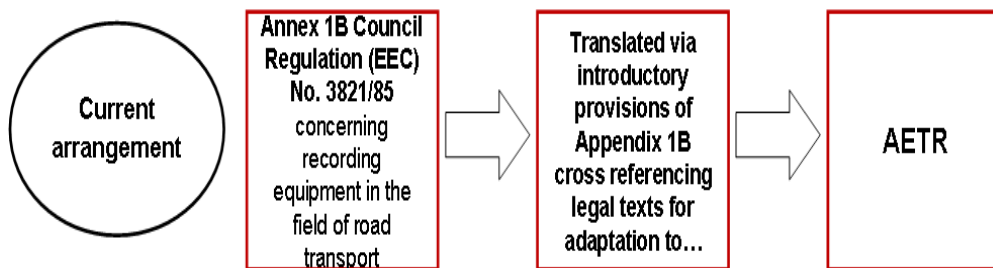 Current
arrangement
Annex 1B Council
Regulation (EEC)
No. 3821/85
concerning
recording
equipment in the
field of road
transport
Translated via
introductory
provisions of
Appendix 1B
cross referencing
legal texts for
adaptation to…
AETR